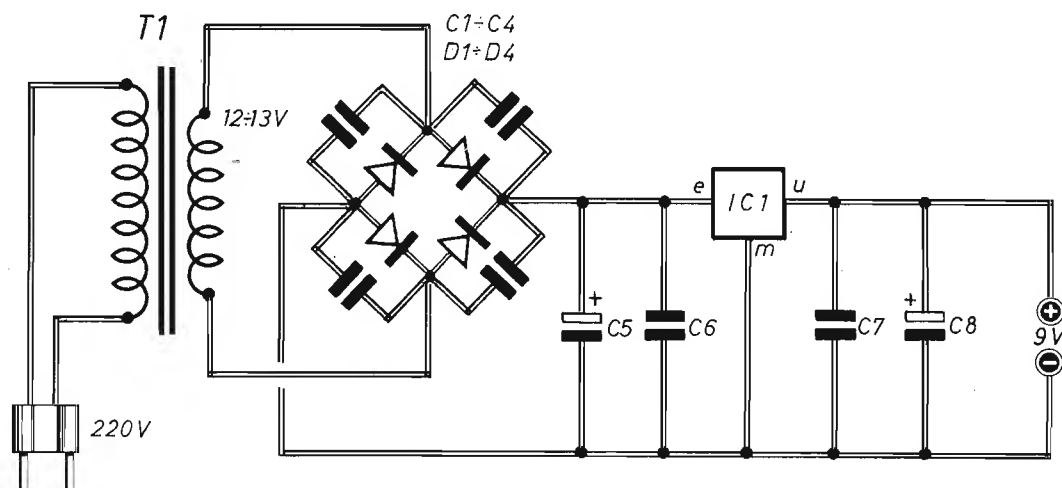 T1
C1÷C4
D1÷D4
12÷13V
e
IC1
u
m
+
C5
C6
C7
+
C8
+
9V
-
220V